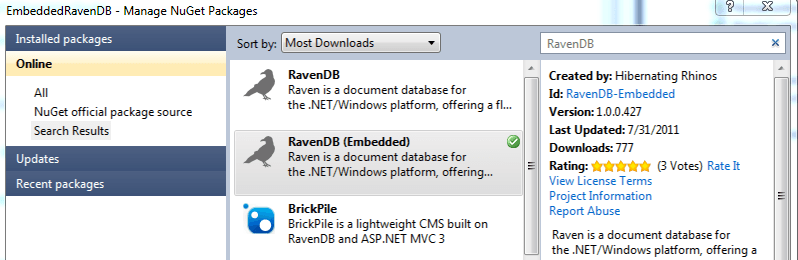 EmbeddedRavenDB - Manage NuGet Packages
Installed packages
Online
All
NuGet official package source
Search Results
Updates
Recent packages
Sort by: Most Downloads
RavenDB
Raven is a document database for
the .NET/Windows platform, offering a fl...
RavenDB (Embedded)
Raven is a document database for
the .NET/Windows platform, offering...
BrickPile
BrickPile is a lightweight CMS built on
RavenDB and ASP.NET MVC 3
RavenDB
Created by: Hibernating Rhinos
Id: RavenDB-Embedded
Version: 1.0.0.427
Last Updated: 7/31/2011
Downloads: 777
Rating: (3 Votes) Rate It
View License Terms
Project Information
Report Abuse
Raven is a document database for
the .NET/Windows platform, offering a